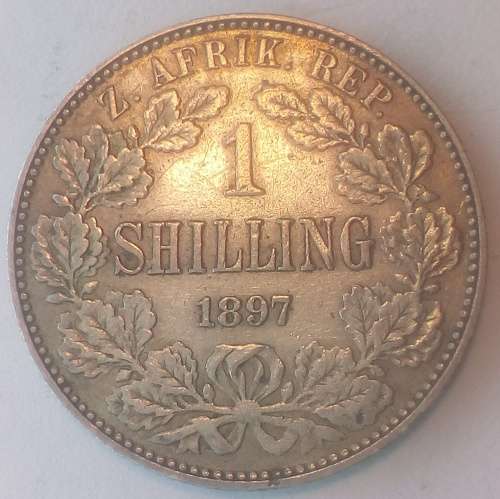 Z. AFRIK. REP.
1
SHILLING
1897